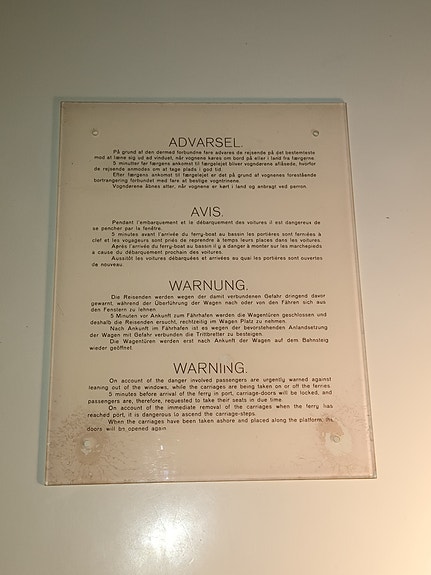 ADVARSEL.
På grund af den dermed forbundne fare advares de rejsende på det bestemteste
mod at læne sig ud ad vinduet, når vognene køres om bord på eller i land fra færgerne.
5 minutter før færgens ankomst til færgelejet bliver vogndørene aflåsede, hvorfor
de rejsende anmodes om at tage plads i god tid.
Efter færgens ankomst til færgelejet er det på grund af vognenes forestående
bortrangering forbundet med fare at bestige vogntrinene.
Vogndørene åbnes atter, når vognene er kørt i land og anbragt ved perron.
AVIS.
Pendant l'embarquement et le débarquement des voitures il est dangereux de
se pencher par la fenêtre.
5 minutes avant l'arrivée du ferry-boat au bassin les portières sont fermées à
clef et les voyageurs sont priés de reprendre à temps leurs places dans les voitures.
Après l'arrivée du ferry-boat au bassin il y a danger à monter sur les marchepieds
à cause du débarquement prochain des voitures.
Aussitôt les voitures débarquées et arrivées au quai les portières sont ouvertes
de nouveau.
WARNUNG.
Die Reisenden werden wegen der damit verbundenen Gefahr dringend davor
gewarnt, während der Überführung der Wagen nach oder von den Fähren sich aus
den Fenstern zu lehnen
5 Minuten vor Ankunft zum Fährhafen werden die Wagentüren geschlossen und
deshalb die Reisenden ersucht, rechtzeitig im Wagen Platz zu nehmen.
Nach Ankunft im Fährhafen ist es wegen der bevorstehenden Anlandsetzung
der Wagen mit Gefahr verbunden die Trittbretter zu besteigen.
Die Wagentüren werden erst nach Ankunft der Wagen auf dem Bahnsteig
wieder geöffnet.
WARNING.
On account of the danger involved passengers are urgently warned against
leaning out of the windows, while the carriages are being taken on or off the ferries
5 minutes before arrival of the ferry in port, carriage-doors will be locked, and
passengers are, therefore, requested to take their seats in due time.
On account of the immediate removal of the carriages when the ferry has
reached port, it is dangerous to ascend the carriage-steps.
When the carriages have been taken ashore and placed along the platform, the
doors will be opened again